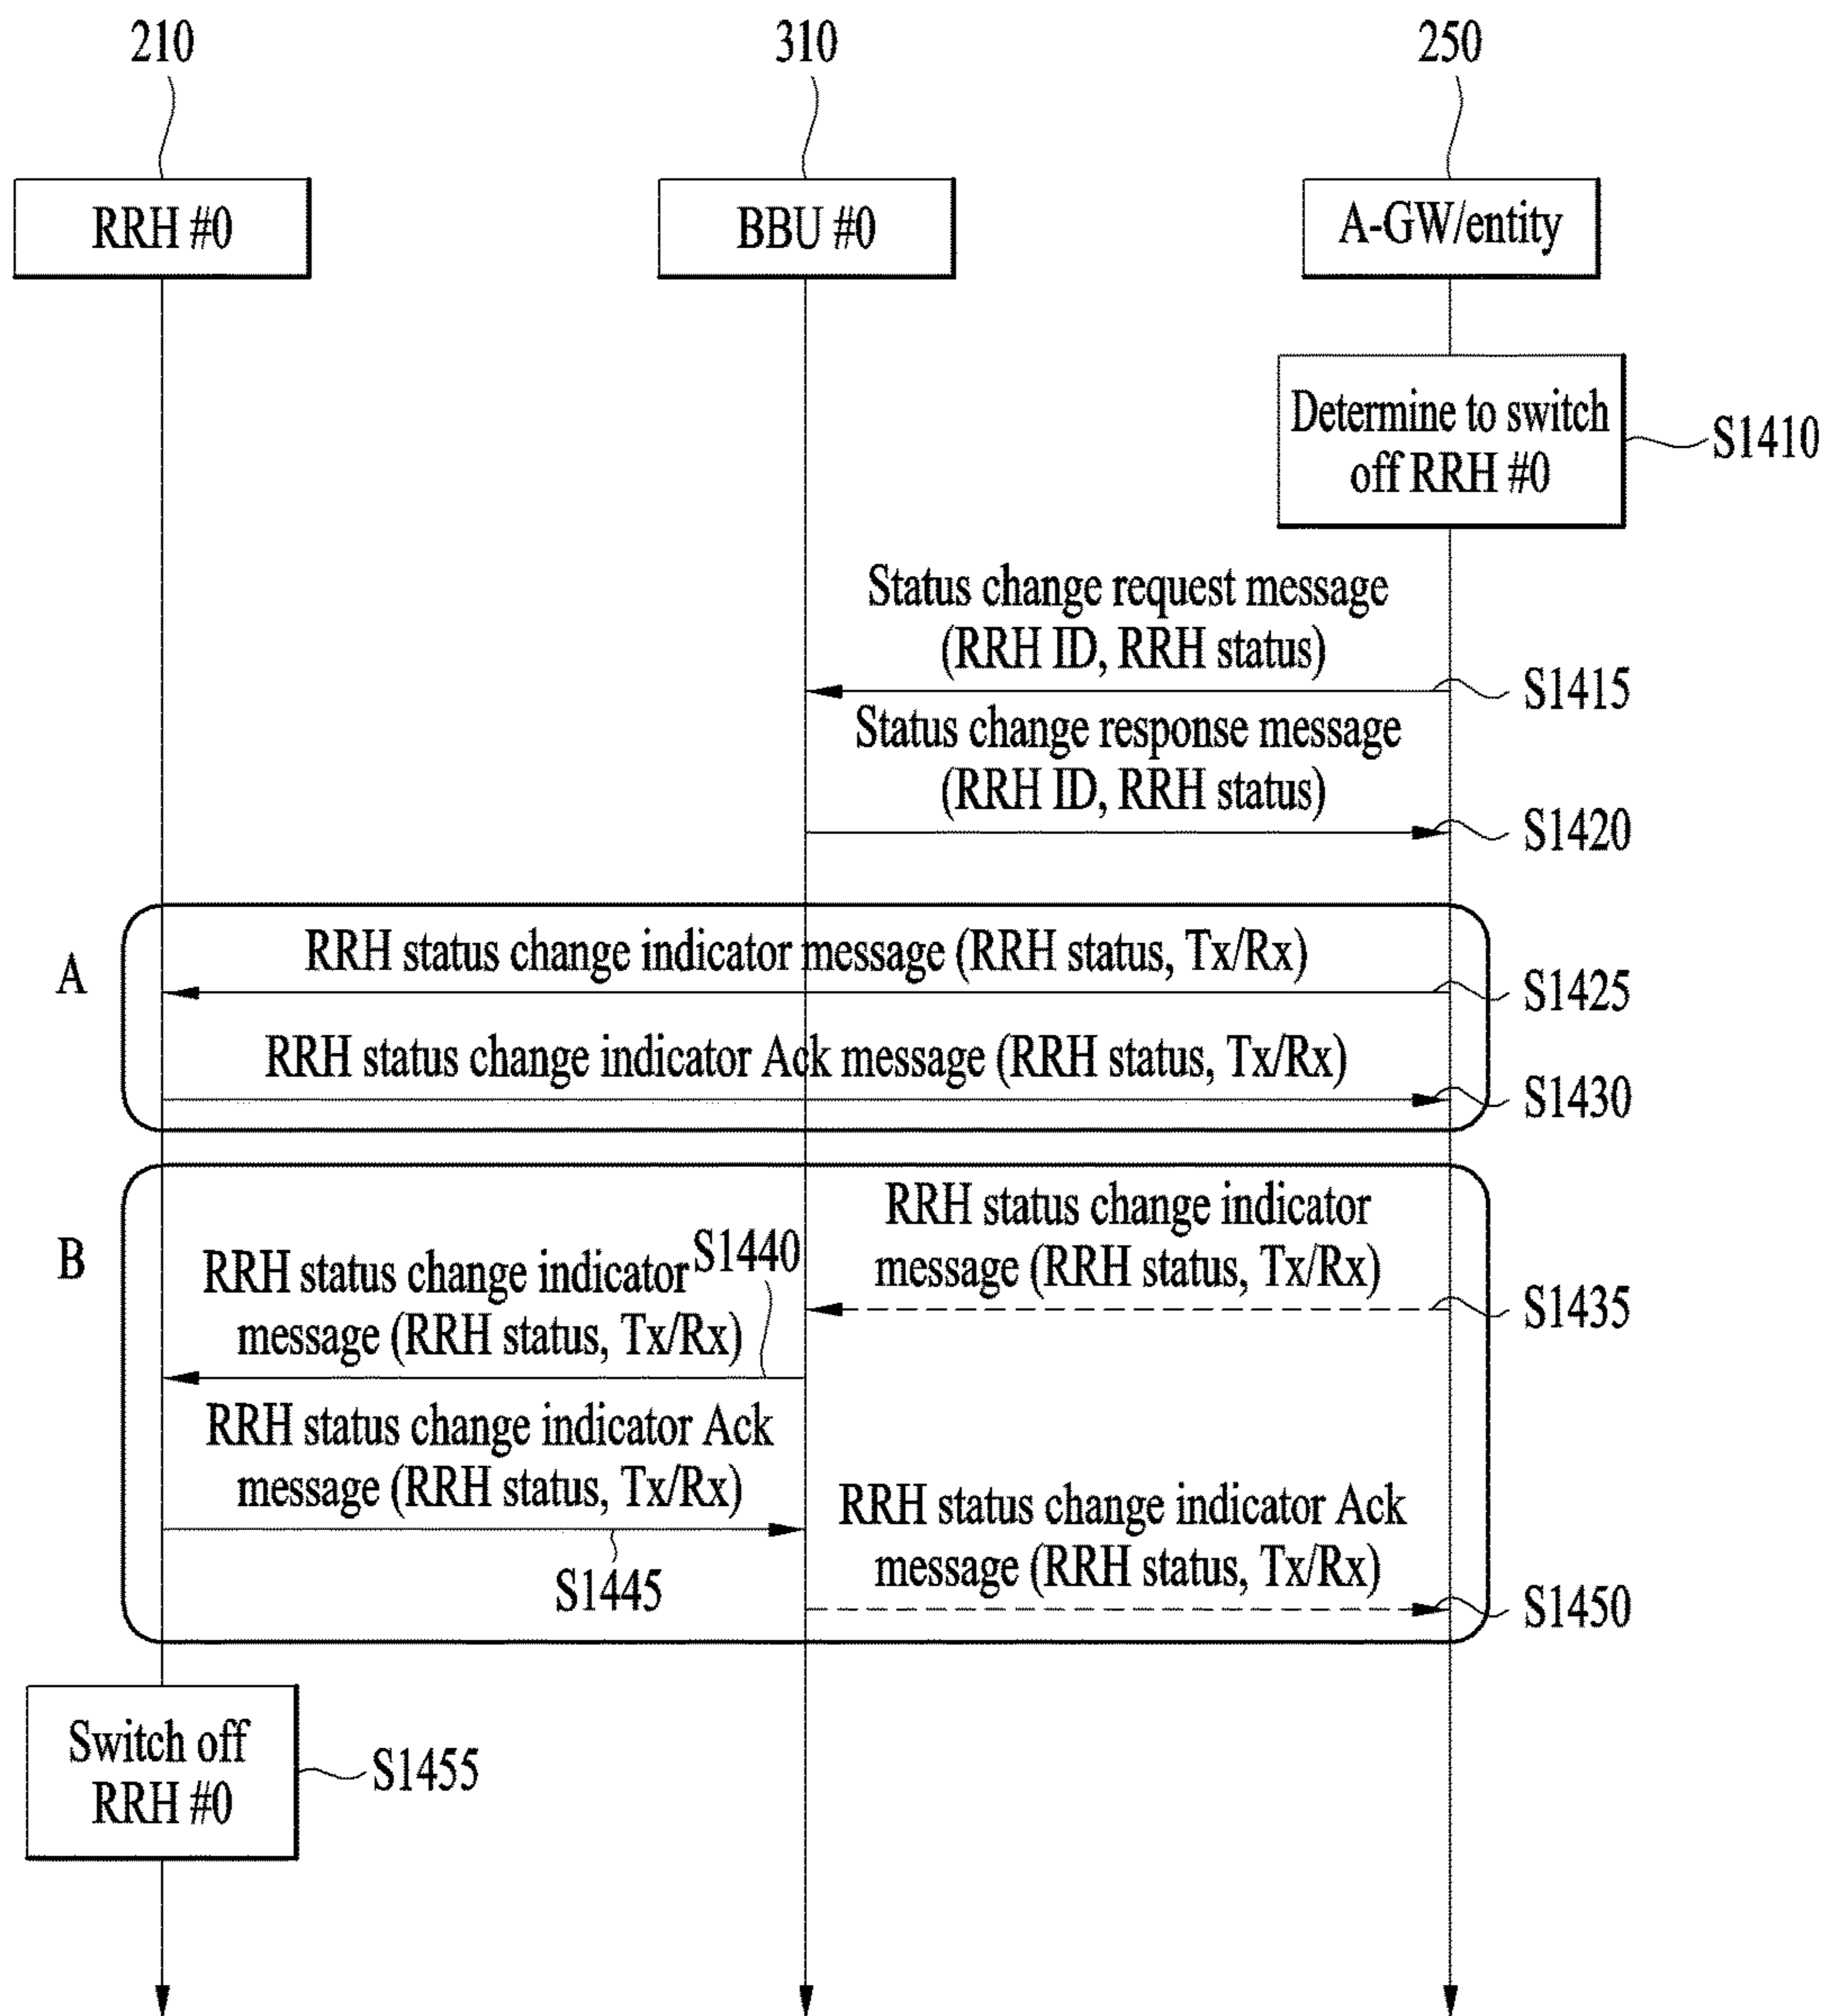 210
310
250
RRH #0
BBU #0
A-GW/entity
Determine to switch
off RRH #0
S1410
Status change request message
(RRH ID, RRH status)
S1415
Status change response message
(RRH ID, RRH status)
S1420
A
RRH status change indicator message (RRH status, Tx/Rx)
S1425
RRH status change indicator Ack message (RRH status, Tx/Rx)
S1430
B
RRH status change indicator
message (RRH status, Tx/Rx)
S1435
S1440
RRH status change indicator
message (RRH status, Tx/Rx)
RRH status change indicator Ack
message (RRH status, Tx/Rx)
S1445
RRH status change indicator Ack
message (RRH status, Tx/Rx)
S1450
Switch off
RRH #0
S1455